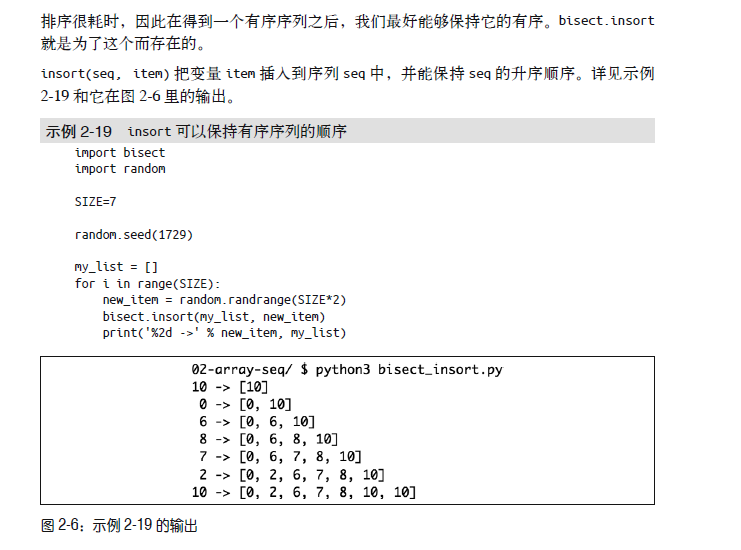 排序很耗时，因此在得到一个有序序列之后，我们最好能够保持它的有序。bisect.insort
就是为了这个而存在的。
insort(seq, item) 把变量 item 插入到序列 seq 中，并能保持 seq 的升序顺序。详见示例
2-19 和它在图 2-6 里的输出。
示例 2-19　insort 可以保持有序序列的顺序
import bisect
import random
SIZE=7
random.seed(1729)
my_list = []
for i in range(SIZE):
    new_item = random.randrange(SIZE*2)
    bisect.insort(my_list, new_item)
    print('%2d ->' % new_item, my_list)
02-array-seq/ $ python3 bisect_insort.py
10 -> [10]
 0 -> [0, 10]
 6 -> [0, 6, 10]
 8 -> [0, 6, 8, 10]
 7 -> [0, 6, 7, 8, 10]
 2 -> [0, 2, 6, 7, 8, 10]
10 -> [0, 2, 6, 7, 8, 10, 10]
图 2-6：示例 2-19 的输出